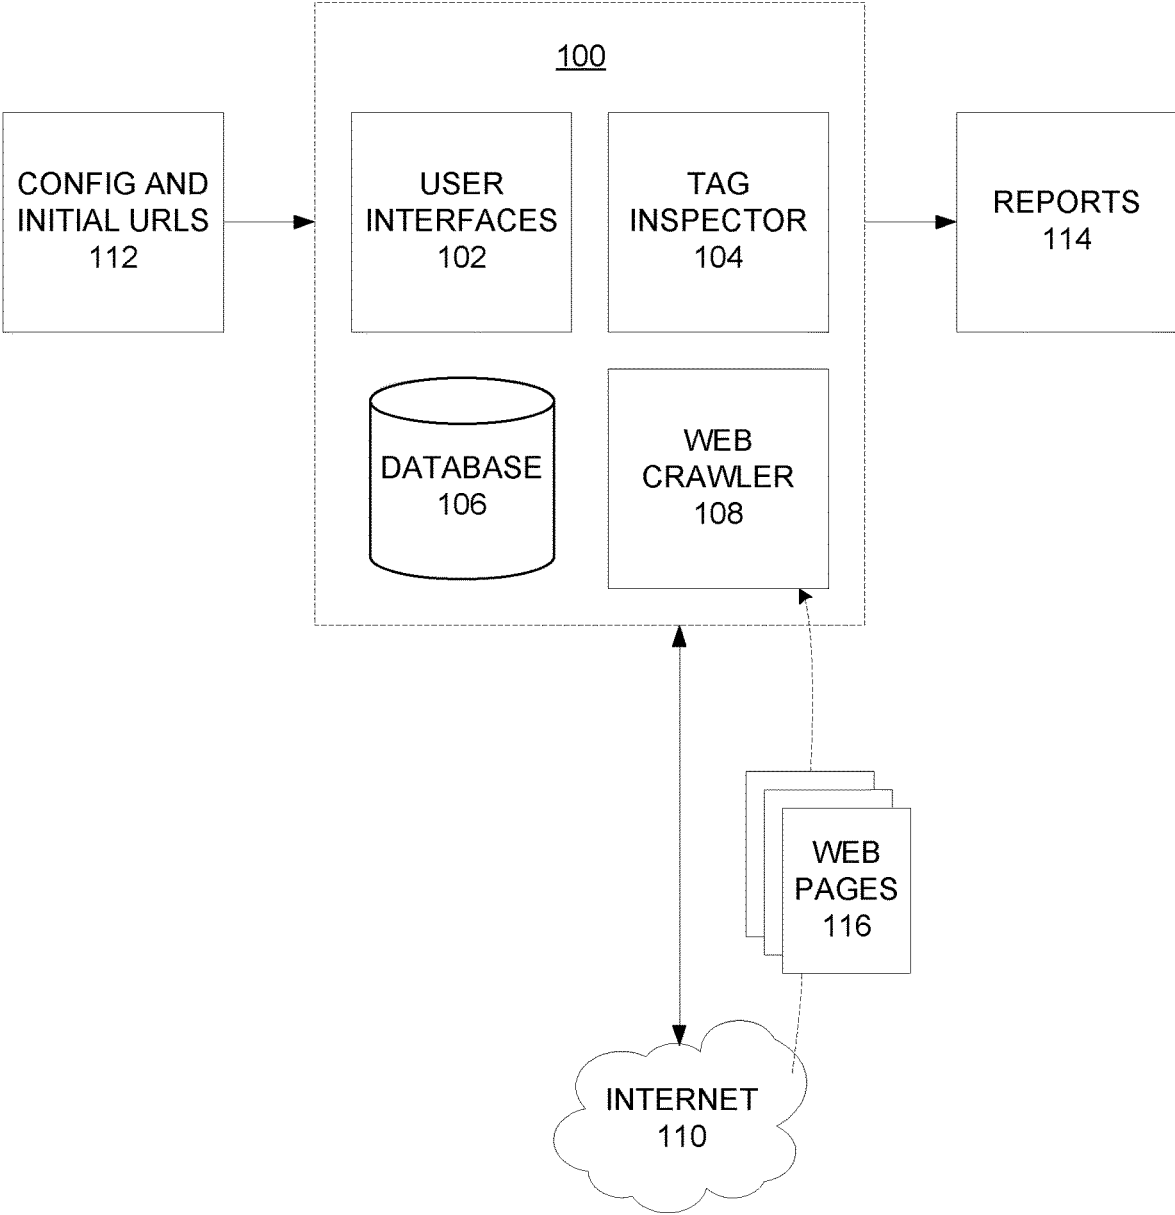 100
CONFIG AND
INITIAL URLS
112
USER
INTERFACES
102
TAG
INSPECTOR
104
REPORTS
114
DATABASE
106
WEB
CRAWLER
108
WEB
PAGES
116
INTERNET
110